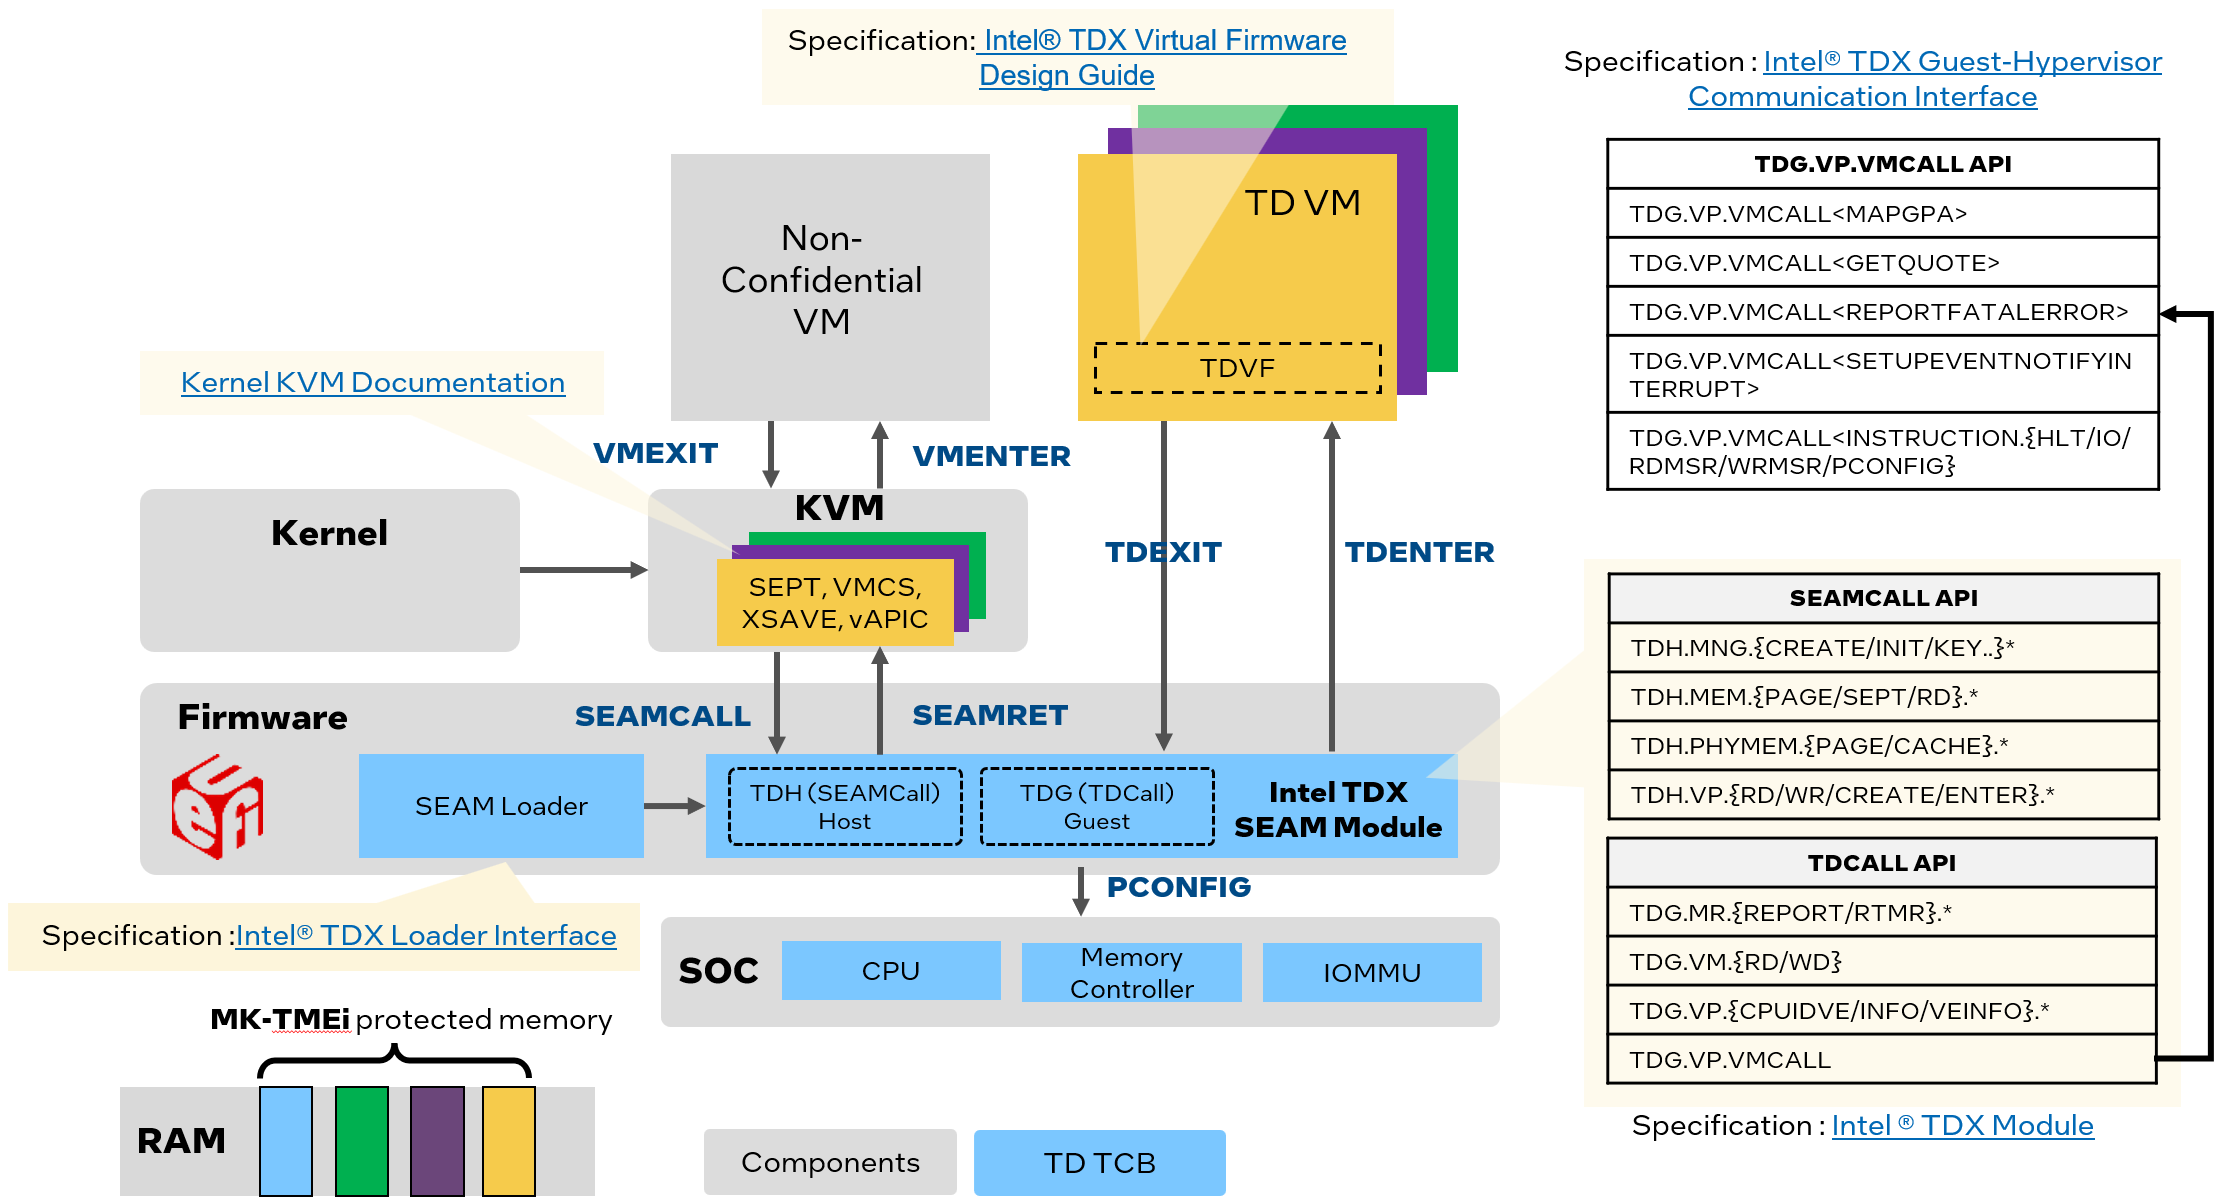 Specification: Intel® TDX Virtual Firmware
Design Guide
Specification : Intel® TDX Guest-Hypervisor
Communication Interface
TDG.VP.VMCALL API
TDG.VP.VMCALL<MAPGPA>
TDG.VP.VMCALL<GETQUOTE>
TDG.VP.VMCALL<REPORTFATALERROR>
TDG.VP.VMCALL<SETUPEVENTNOTIFYIN
TERRUPT>
TDG.VP.VMCALL<INSTRUCTION.{HLT/IO/
RDMSR/WRMSR/PCONFIG}
Non-
Confidential
VM
TD VM
TDVF
Kernel KVM Documentation
VMEXIT
VMENTER
Kernel
KVM
SEPT, VMCS,
XSAVE, vAPIC
TDEXIT
TDENTER
SEAMCALL API
TDH.MNG.{CREATE/INIT/KEY..}*
TDH.MEM.{PAGE/SEPT/RD}.*
TDH.PHYMEM.{PAGE/CACHE}.*
TDH.VP.{RD/WR/CREATE/ENTER}.*
Firmware
SEAMCALL
SEAMRET
uefi
SEAM Loader
TDH (SEAMCall)
Host
TDG (TDCall)
Guest
Intel TDX
SEAM Module
TDCALL API
TDG.MR.{REPORT/RTMR}.*
TDG.VM.{RD/WD}
TDG.VP.{CPUIDVE/INFO/VEINFO}.*
TDG.VP.VMCALL
Specification : Intel ® TDX Module
PCONFIG
Specification :Intel® TDX Loader Interface
SOC
CPU
Memory
Controller
IOMMU
MK-TMEi protected memory
RAM
Components
TD TCB